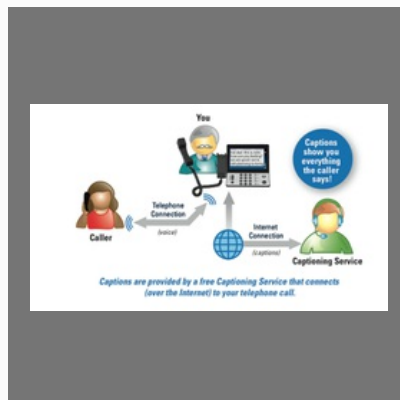 You
Captions
show you
everything
the caller
says!
Telephone
Connection
(voice)
Internet
Connection
(captions)
Caller
Captioning Service
Captions are provided by a free Captioning Service that connects
(over the Internet) to your telephone call.